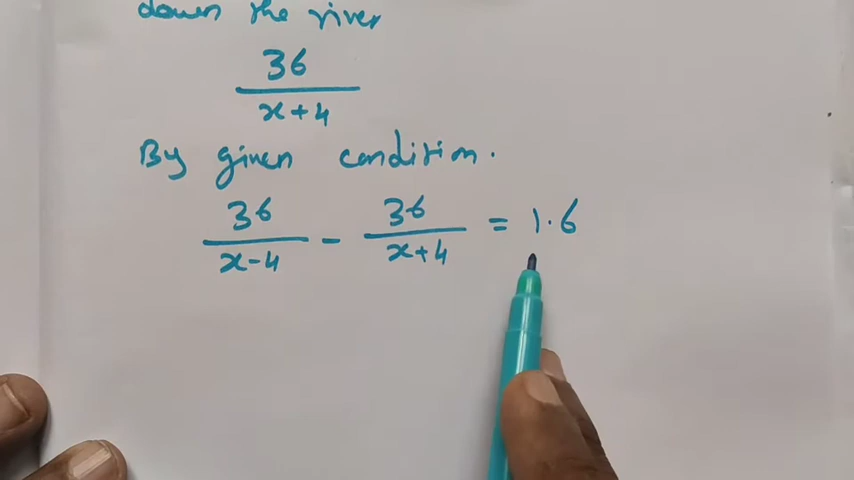 down the river
36
x+4
By given condition.
36/x-4 - 36/x+4 = 1.6